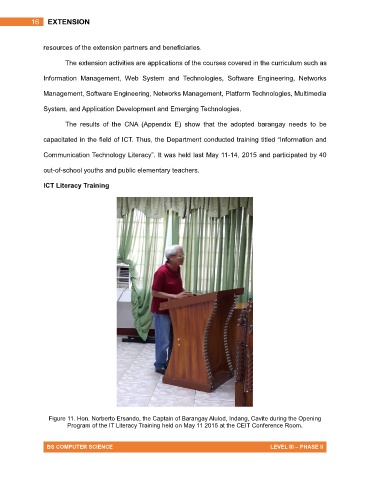 16 EXTENSION
resources of the extension partners and beneficiaries.
The extension activities are applications of the courses covered in the curriculum such as
Information Management, Web System and Technologies, Software Engineering, Networks
Management, Software Engineering, Networks Management, Platform Technologies, Multimedia
System, and Application Development and Emerging Technologies.
The results of the CNA (Appendix E) show that the adopted barangay needs to be
capacitated in the field of ICT. Thus, the Department conducted training titled “Information and
Communication Technology Literacy”. It was held last May 11-14, 2015 and participated by 40
out-of-school youths and public elementary teachers.
ICT Literacy Training
Figure 11. Hon. Norberto Ersando, the Captain of Barangay Alulod, Indang, Cavite during the Opening
Program of the IT Literacy Training held on May 11 2015 at the CEIT Conference Room.
BS COMPUTER SCIENCE LEVEL III – PHASE II